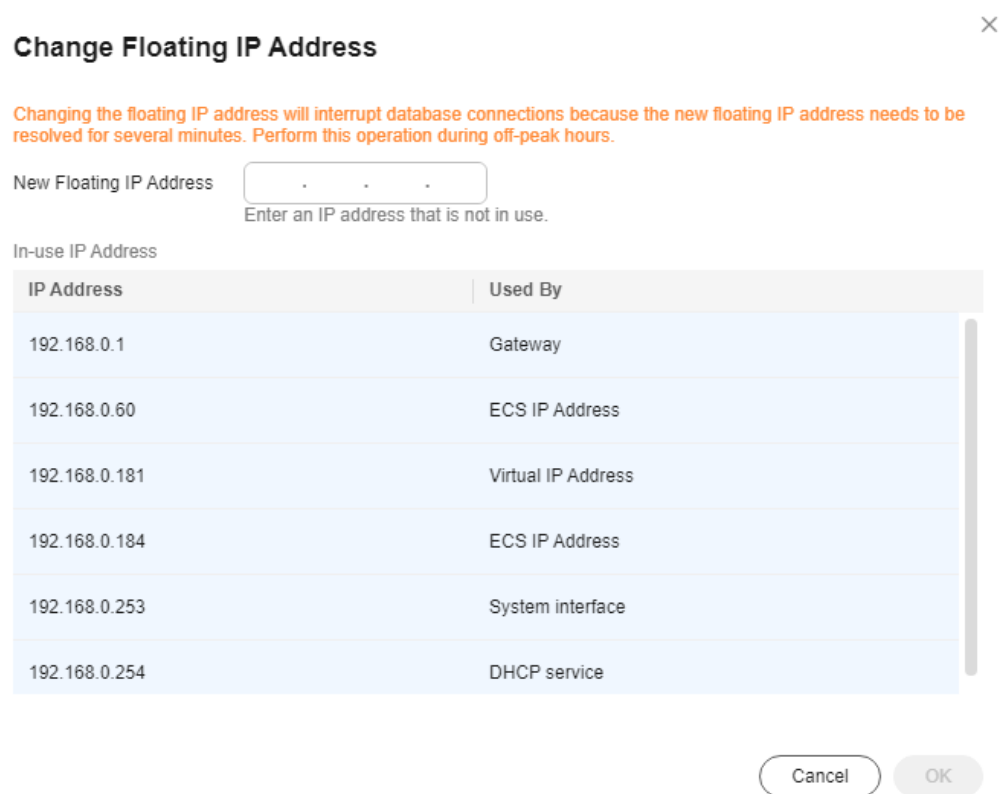 Change Floating IP Address
Changing the floating IP address will interrupt database connections because the new floating IP address needs to be
resolved for several minutes. Perform this operation during off-peak hours.
New Floating IP Address . . .
Enter an IP address that is not in use.
In-use IP Address
IP Address Used By
192.168.0.1 Gateway
192.168.0.60 ECS IP Address
192.168.0.181 Virtual IP Address
192.168.0.184 ECS IP Address
192.168.0.253 System interface
192.168.0.254 DHCP service
Cancel OK